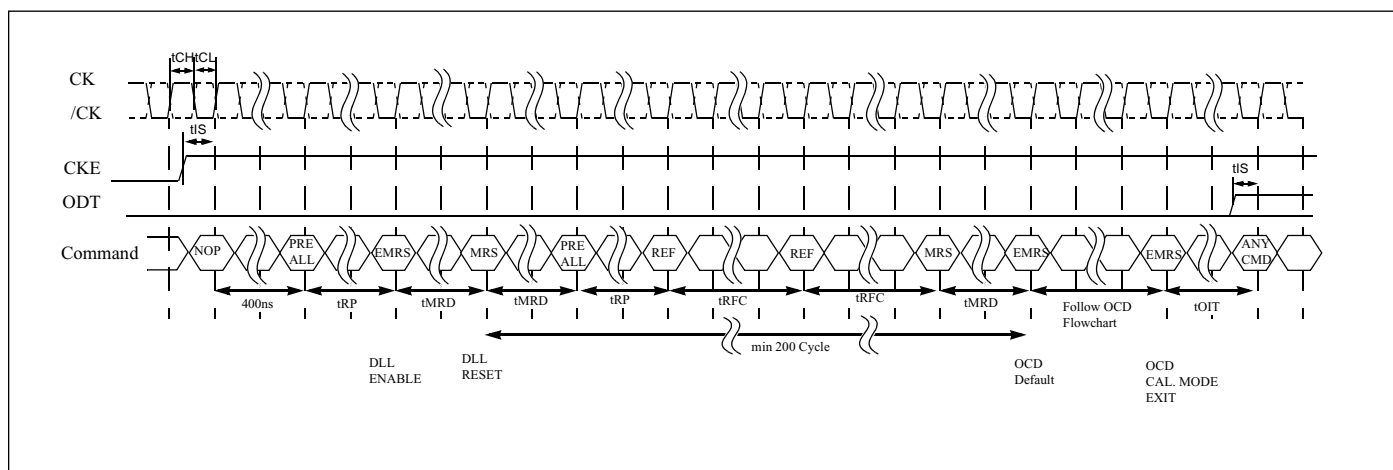 tCH tCL
CK
/CK
tIS
CKE
tIS
ODT
Command
NOP
PRE
ALL
EMRS
MRS
PRE
ALL
REF
REF
MRS
EMRS
EMRS
ANY
CMD
400ns
tRP
tMRD
tMRD
tRP
tRFC
tRFC
tMRD
Follow OCD
Flowchart
tOIT
min 200 Cycle
DLL
ENABLE
DLL
RESET
OCD
Default
OCD
CAL. MODE
EXIT